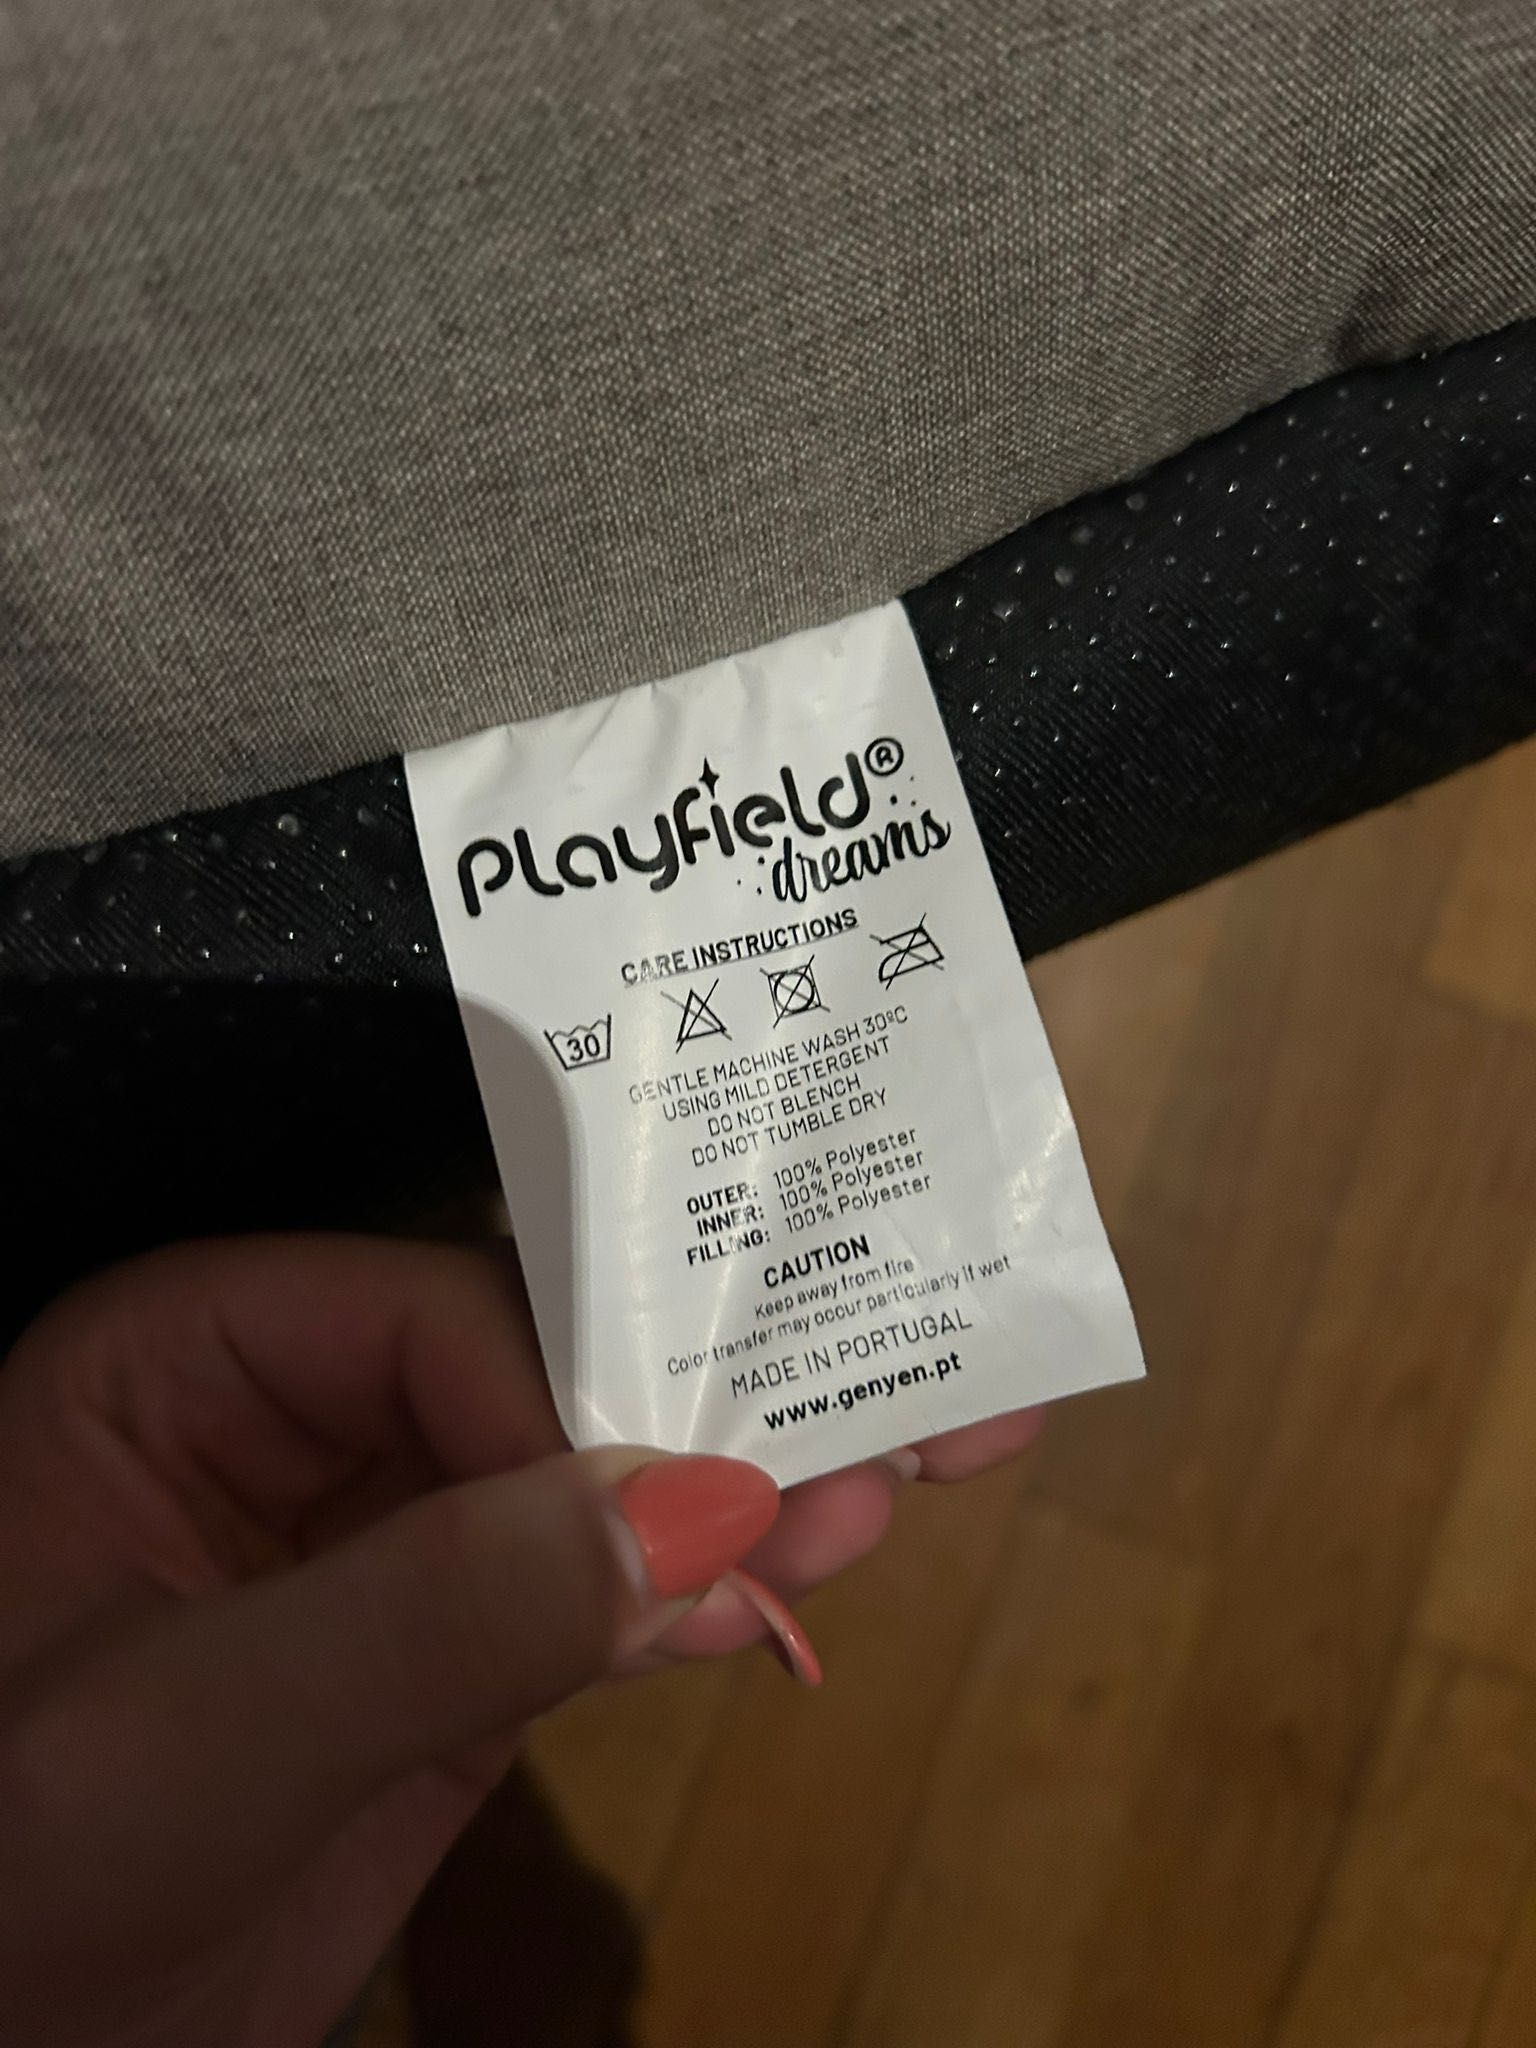 Playfield®
dreams
CARE INSTRUCTIONS
30
GENTLE MACHINE WASH 30ºC
USING MILD DETERGENT
DO NOT BLENCH
DO NOT TUMBLE DRY
OUTER: 100% Polyester
INNER: 100% Polyester
FILLING: 100% Polyester
CAUTION
Keep away from fire
Color transfer may occur particularly if wet
MADE IN PORTUGAL
www.genyen.pt